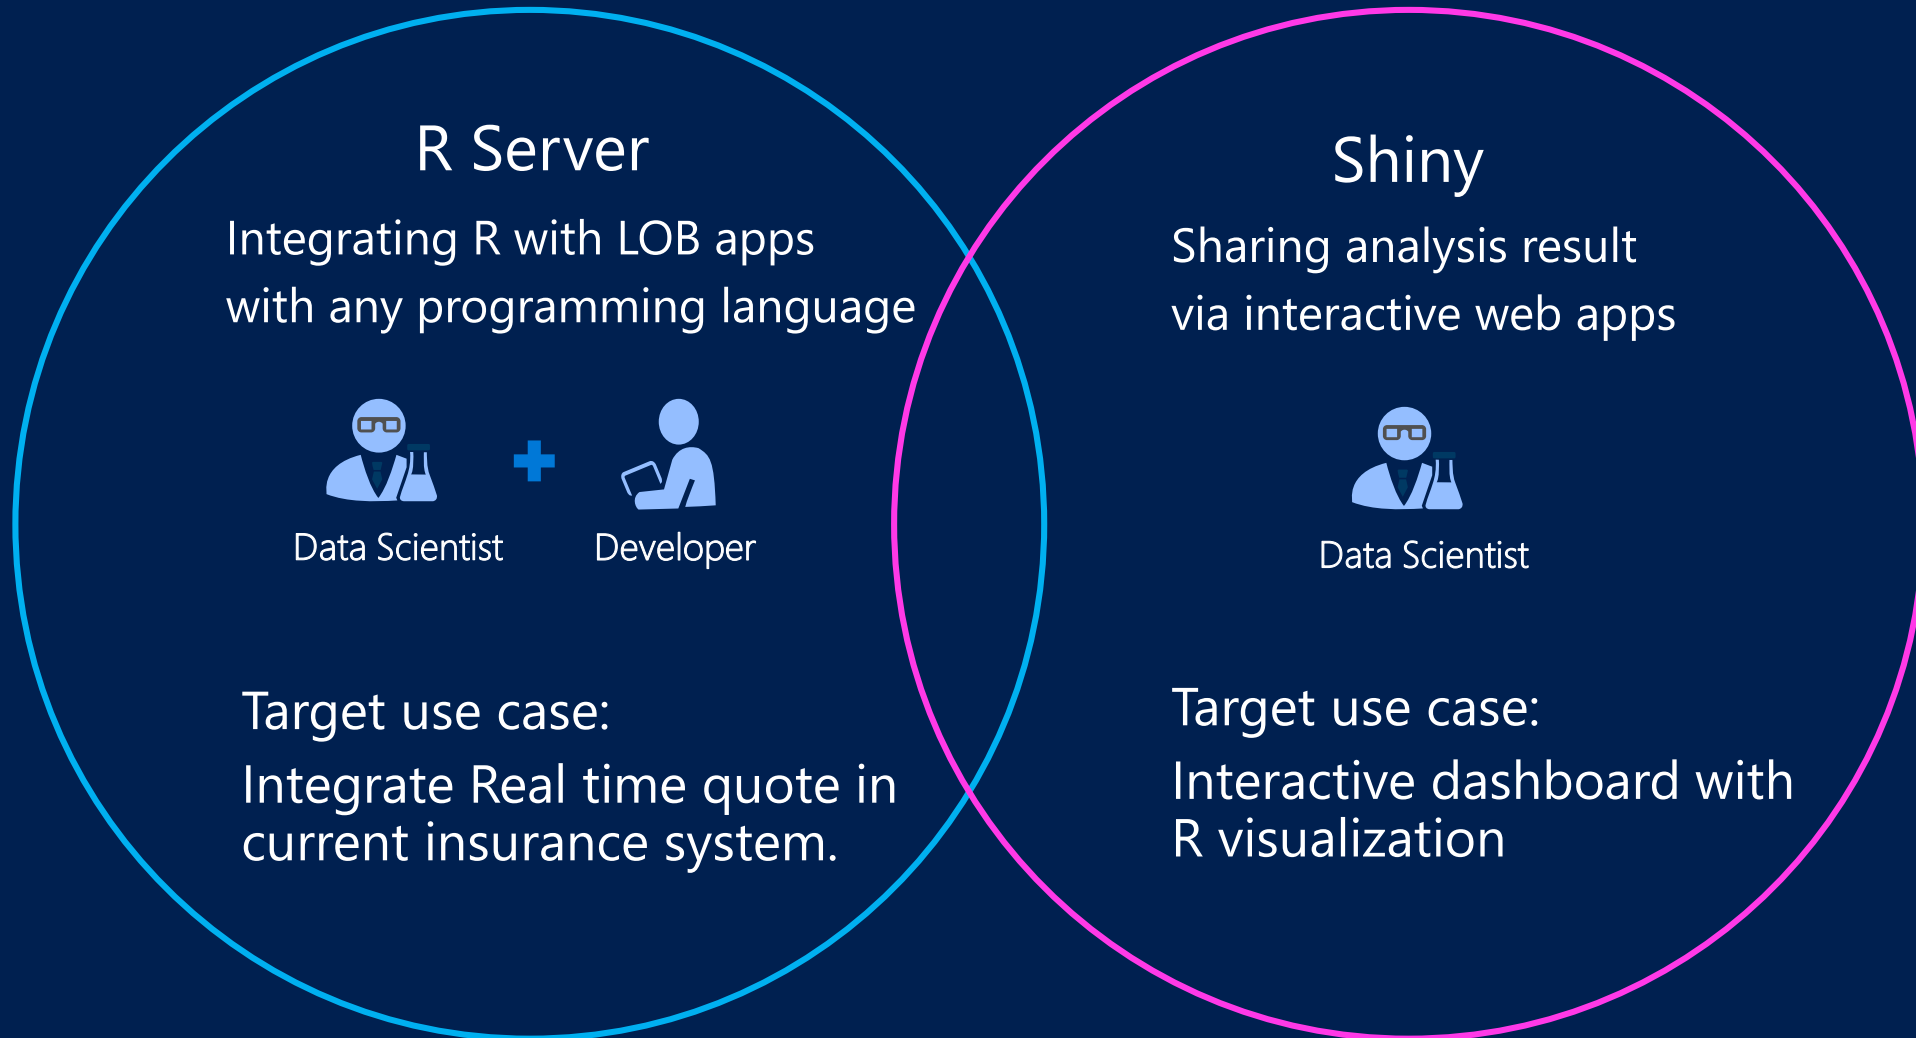 R Server
Integrating R with LOB apps
with any programming language
Data Scientist
Developer
Target use case:
Integrate Real time quote in
current insurance system.
Shiny
Sharing analysis result
via interactive web apps
Data Scientist
Target use case:
Interactive dashboard with
R visualization